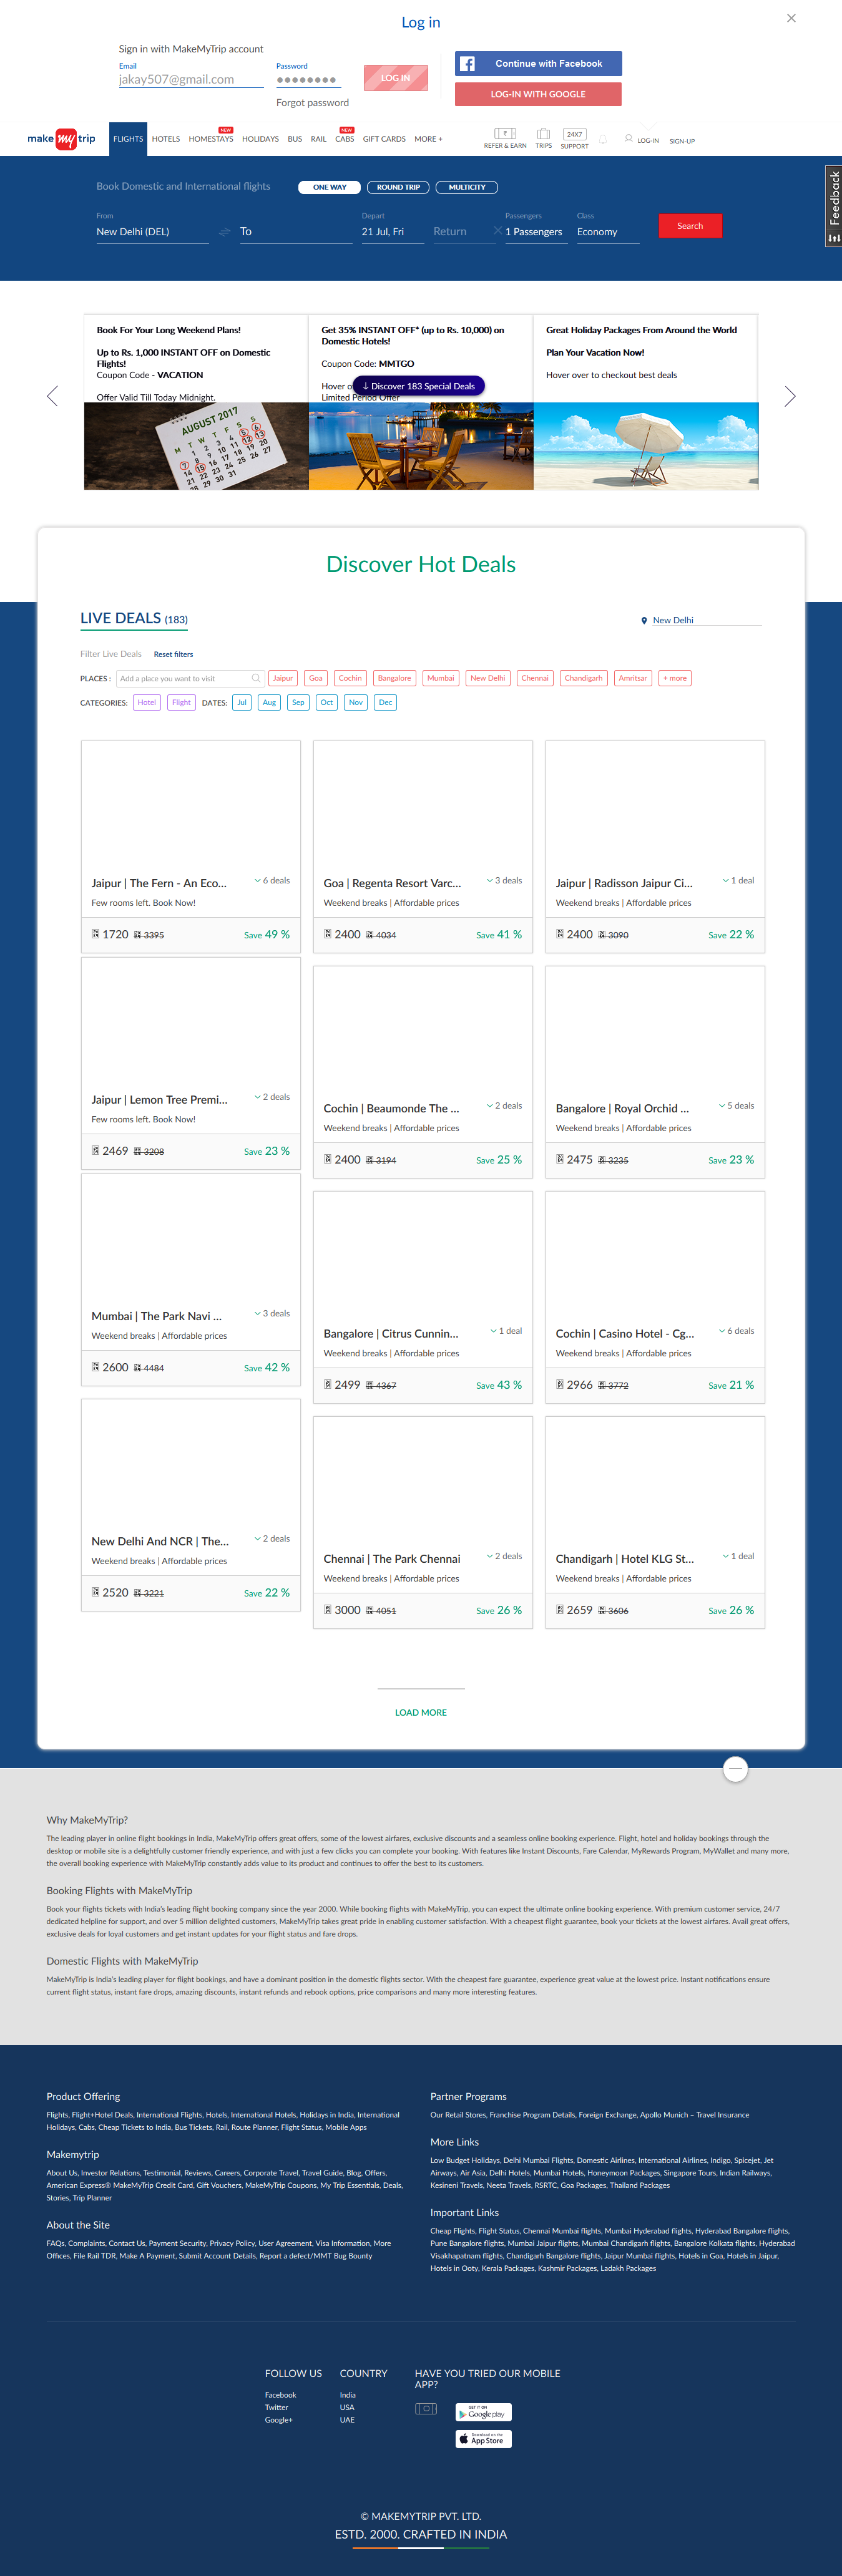 Log in
Sign in with MakeMyTrip account
Email
Password
jakay507@gmail.com
LOG IN
Forgot password
Continue with Facebook
LOG-IN WITH GOOGLE
make my trip
FLIGHTS HOTELS HOMESTAYS HOLIDAYS BUS RAIL CABS GIFT CARDS MORE +
NEW
NEW
REFER & EARN
TRIPS
24X7
SUPPORT
LOG-IN
SIGN-UP
Feedback
Book Domestic and International flights
ONE WAY
ROUND TRIP
MULTICITY
From
Depart
Passengers
Class
New Delhi (DEL)
To
21 Jul, Fri
Return
1 Passengers
Economy
Search
Book For Your Long Weekend Plans!
Up to Rs. 1,000 INSTANT OFF on Domestic
Flights!
Coupon Code - VACATION
Offer Valid Till Today Midnight.
AUGUST 2017
Get 35% INSTANT OFF* (up to Rs. 10,000) on
Domestic Hotels!
Coupon Code: MMTGO
Hover o
↓ Discover 183 Special Deals
Limited Period Offer
Great Holiday Packages From Around the World
Plan Your Vacation Now!
Hover over to checkout best deals
Discover Hot Deals
LIVE DEALS (183)
New Delhi
Filter Live Deals
Reset filters
PLACES :
Add a place you want to visit
Jaipur Goa Cochin Bangalore Mumbai New Delhi Chennai Chandigarh Amritsar + more
CATEGORIES: Hotel Flight DATES: Jul Aug Sep Oct Nov Dec
Jaipur | The Fern - An Eco... 6 deals
Few rooms left. Book Now!
1720 3395 Save 49 %
Goa | Regenta Resort Varc... 3 deals
Weekend breaks | Affordable prices
2400 4034 Save 41 %
Jaipur | Radisson Jaipur Ci... 1 deal
Weekend breaks | Affordable prices
2400 3090 Save 22 %
Jaipur | Lemon Tree Premi... 2 deals
Few rooms left. Book Now!
2469 3208 Save 23 %
Cochin | Beaumonde The ... 2 deals
Weekend breaks | Affordable prices
2400 3194 Save 25 %
Bangalore | Royal Orchid ... 5 deals
Weekend breaks | Affordable prices
2475 3235 Save 23 %
Mumbai | The Park Navi ... 3 deals
Weekend breaks | Affordable prices
2600 4484 Save 42 %
Bangalore | Citrus Cunnin... 1 deal
Weekend breaks | Affordable prices
2499 4367 Save 43 %
Cochin | Casino Hotel - Cg... 6 deals
Weekend breaks | Affordable prices
2966 3772 Save 21 %
New Delhi And NCR | The... 2 deals
Weekend breaks | Affordable prices
2520 3221 Save 22 %
Chennai | The Park Chennai 2 deals
Weekend breaks | Affordable prices
3000 4051 Save 26 %
Chandigarh | Hotel KLG St... 1 deal
Weekend breaks | Affordable prices
2659 3606 Save 26 %
LOAD MORE
Why MakeMyTrip?
The leading player in online flight bookings in India, MakeMyTrip offers great offers, some of the lowest airfares, exclusive discounts and a seamless online booking experience. Flight, hotel and holiday bookings through the
desktop or mobile site is a delightfully customer friendly experience, and with just a few clicks you can complete your booking. With features like Instant Discounts, Fare Calendar, MyRewards Program, MyWallet and many more,
the overall booking experience with MakeMyTrip constantly adds value to its product and continues to offer the best to its customers.
Booking Flights with MakeMyTrip
Book your flights tickets with India's leading flight booking company since the year 2000. While booking flights with MakeMyTrip, you can expect the ultimate online booking experience. With premium customer service, 24/7
dedicated helpline for support, and over 5 million delighted customers, MakeMyTrip takes great pride in enabling customer satisfaction. With a cheapest flight guarantee, book your tickets at the lowest airfares. Avail great offers,
exclusive deals for loyal customers and get instant updates for your flight status and fare drops.
Domestic Flights with MakeMyTrip
MakeMyTrip is India's leading player for flight bookings, and have a dominant position in the domestic flights sector. With the cheapest fare guarantee, experience great value at the lowest price. Instant notifications ensure
current flight status, instant fare drops, amazing discounts, instant refunds and rebook options, price comparisons and many more interesting features.
Product Offering
Flights, Flight+Hotel Deals, International Flights, Hotels, International Hotels, Holidays in India, International
Holidays, Cabs, Cheap Tickets to India, Bus Tickets, Rail, Route Planner, Flight Status, Mobile Apps
Makemytrip
About Us, Investor Relations, Testimonial, Reviews, Careers, Corporate Travel, Travel Guide, Blog, Offers,
American Express® MakeMyTrip Credit Card, Gift Vouchers, MakeMyTrip Coupons, My Trip Essentials, Deals,
Stories, Trip Planner
About the Site
FAQs, Complaints, Contact Us, Payment Security, Privacy Policy, User Agreement, Visa Information, More
Offices, File Rail TDR, Make A Payment, Submit Account Details, Report a defect/MMT Bug Bounty
Partner Programs
Our Retail Stores, Franchise Program Details, Foreign Exchange, Apollo Munich – Travel Insurance
More Links
Low Budget Holidays, Delhi Mumbai Flights, Domestic Airlines, International Airlines, Indigo, Spicejet, Jet
Airways, Air Asia, Delhi Hotels, Mumbai Hotels, Honeymoon Packages, Singapore Tours, Indian Railways,
Kesineni Travels, Neeta Travels, RSRTC, Goa Packages, Thailand Packages
Important Links
Cheap Flights, Flight Status, Chennai Mumbai flights, Mumbai Hyderabad flights, Hyderabad Bangalore flights,
Pune Bangalore flights, Mumbai Jaipur flights, Mumbai Chandigarh flights, Bangalore Kolkata flights, Hyderabad
Visakhapatnam flights, Chandigarh Bangalore flights, Jaipur Mumbai flights, Hotels in Goa, Hotels in Jaipur,
Hotels in Ooty, Kerala Packages, Kashmir Packages, Ladakh Packages
FOLLOW US
Facebook
Twitter
Google+
COUNTRY
India
USA
UAE
HAVE YOU TRIED OUR MOBILE
APP?
GET IT ON
Google play
Download on the
App Store
© MAKEMYTRIP PVT. LTD.
ESTD. 2000. CRAFTED IN INDIA